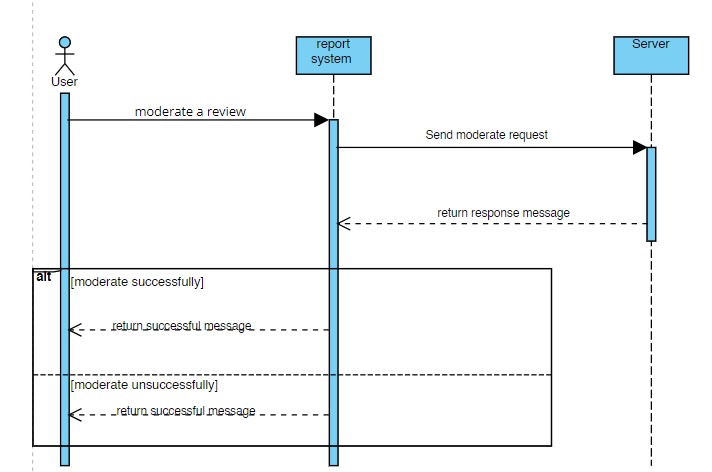 report
system
Server
User
moderate a review
Send moderate request
return response message
alt
[moderate successfully]
return successful message
[moderate unsuccessfully]
return successful message